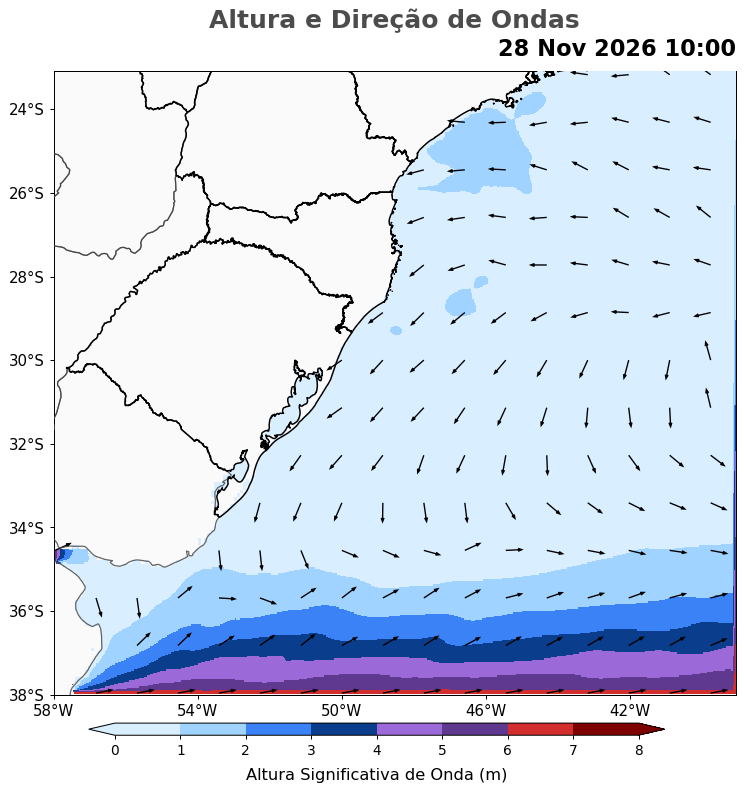 Altura e Direção de Ondas
28 Nov 2026 10:00
24°S
26°S
28°S
30°S
32°S
34°S
36°S
38°S
58°W 54°W 50°W 46°W 42°W
0 1 2 3 4 5 6 7 8
Altura Significativa de Onda (m)